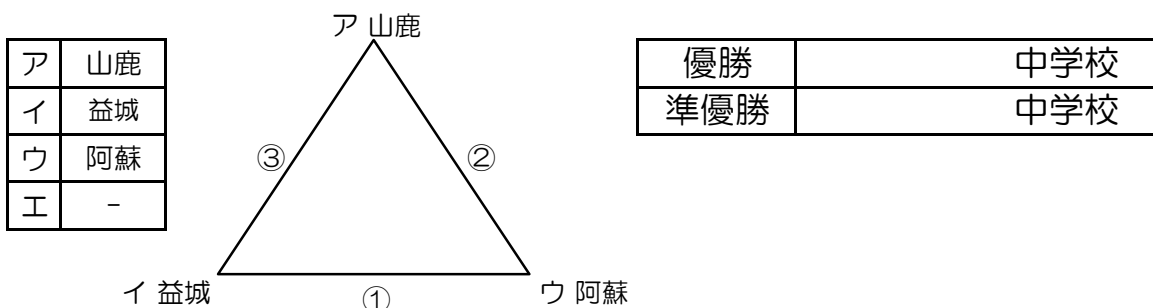 ア 山鹿
ア 山鹿
イ 益城
ウ 阿蘇
エ -
③
②
イ 益城
①
ウ 阿蘇
優勝 中学校
準優勝 中学校